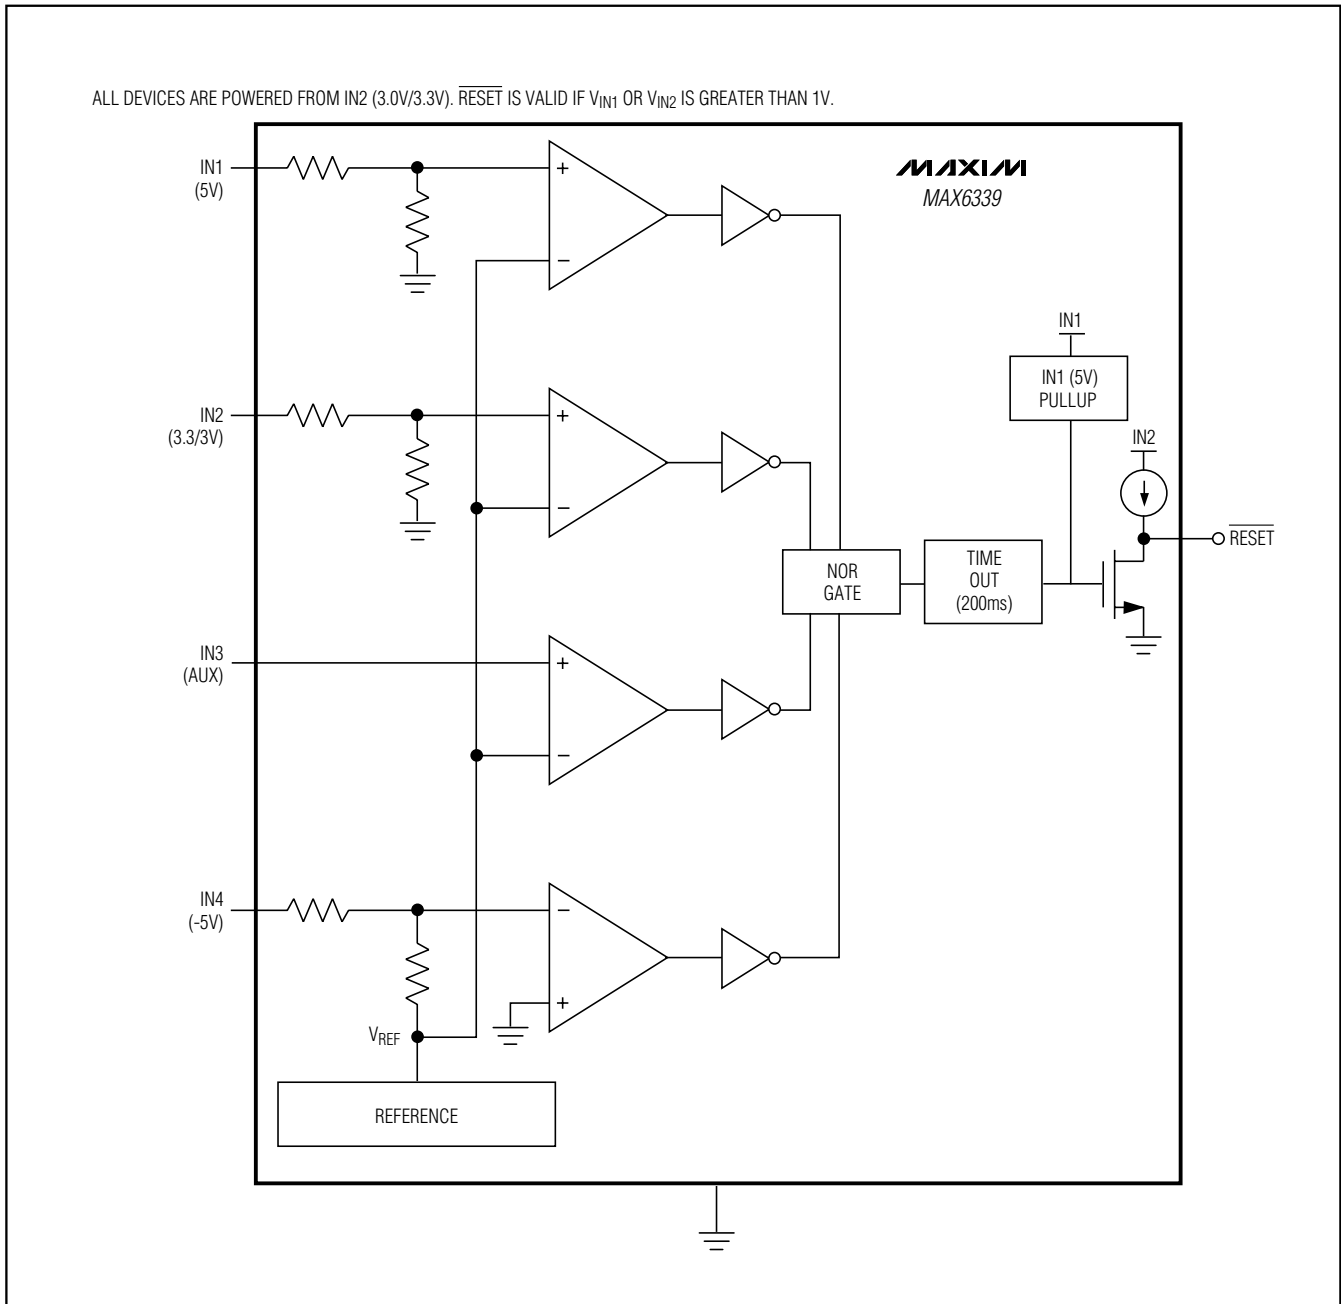 ALL DEVICES ARE POWERED FROM IN2 (3.0V/3.3V). RESET IS VALID IF VIN1 OR VIN2 IS GREATER THAN 1V.
MAXIM
MAX6339
IN1
(5V)
+
−
IN1
IN1 (5V)
PULLUP
IN2
(3.3/3V)
+
−
IN2
RESET
NOR
GATE
TIME
OUT
(200ms)
IN3
(AUX)
+
−
IN4
(-5V)
−
+
VREF
REFERENCE